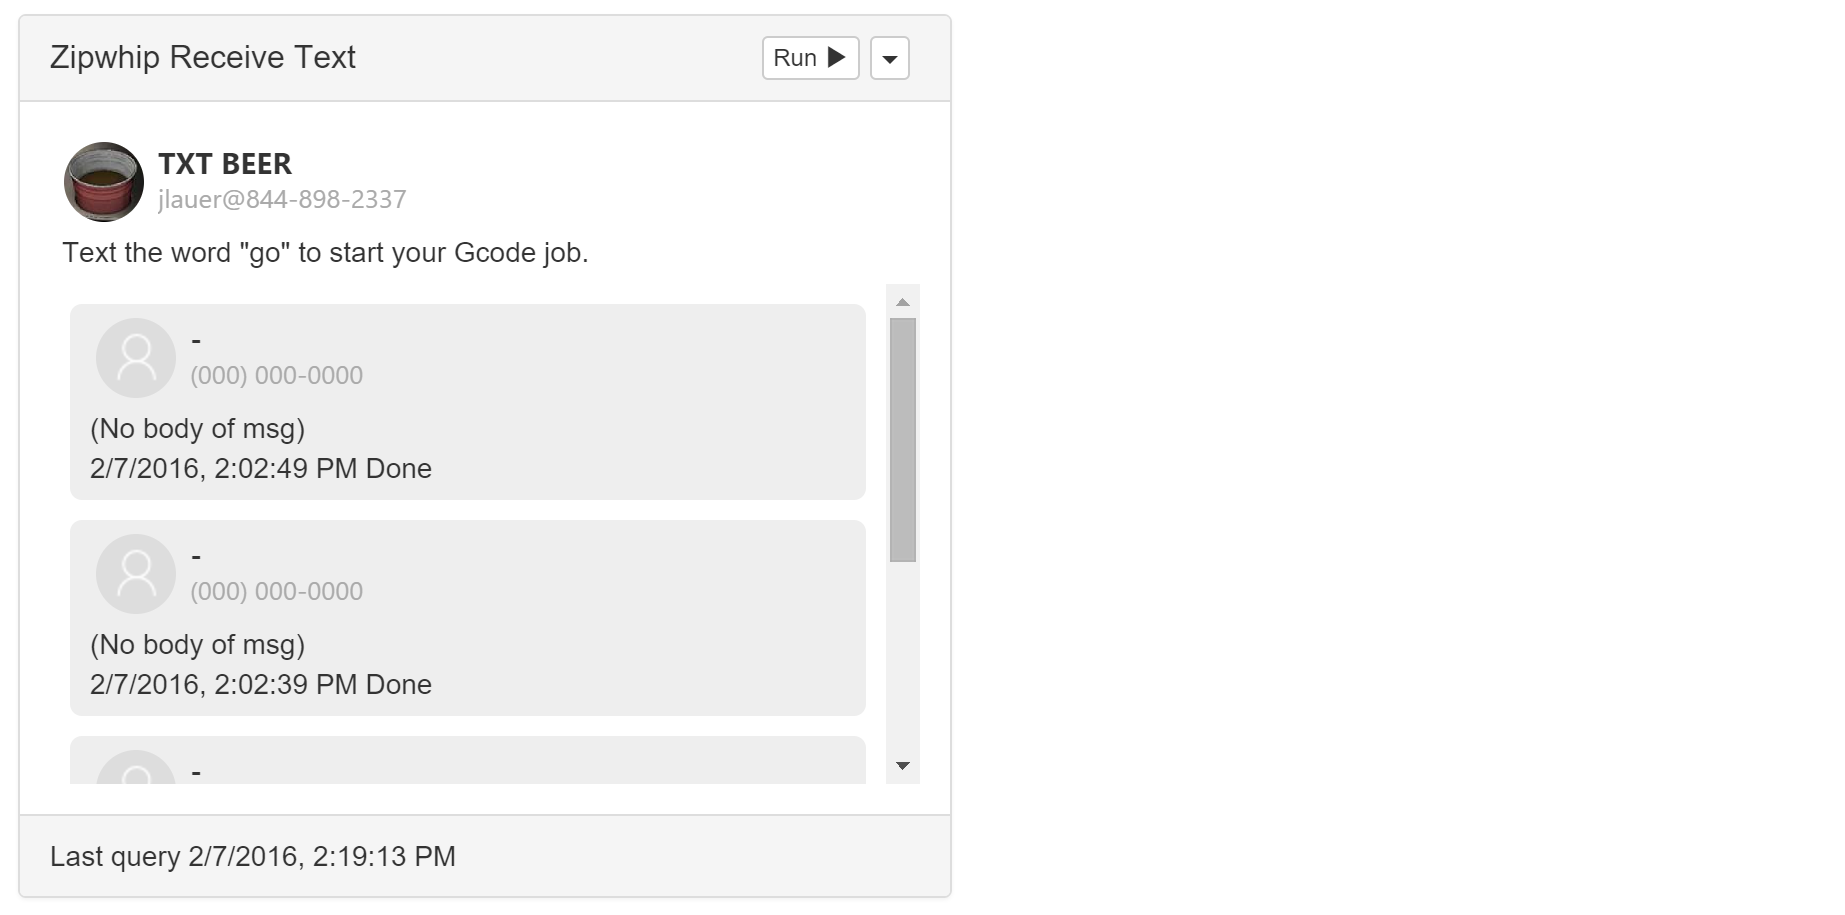 Zipwhip Receive Text
Run
TXT BEER
jlauer@844-898-2337
Text the word "go" to start your Gcode job.
-
(000) 000-0000
(No body of msg)
2/7/2016, 2:02:49 PM Done
-
(000) 000-0000
(No body of msg)
2/7/2016, 2:02:39 PM Done
-
Last query 2/7/2016, 2:19:13 PM